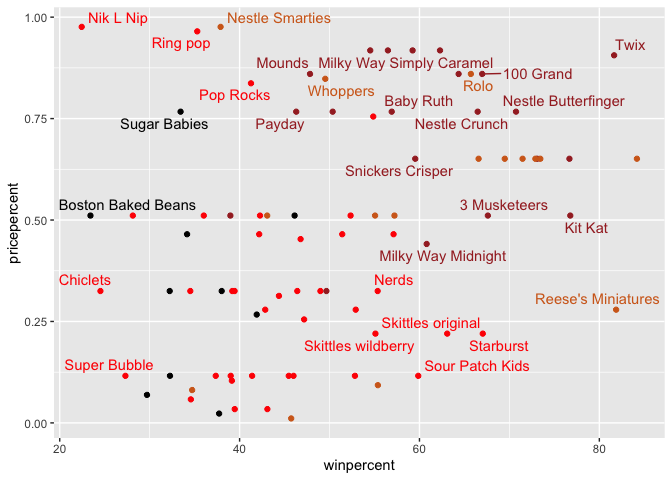 Nik L Nip
Nestle Smarties
Ring pop
Twix
Mounds
Milky Way Simply Caramel
100 Grand
Pop Rocks
Whoppers
Rolo
Baby Ruth
Nestle Butterfinger
Sugar Babies
Payday
Nestle Crunch
Snickers Crisper
Boston Baked Beans
3 Musketeers
Kit Kat
Milky Way Midnight
Chiclets
Nerds
Reese's Miniatures
Skittles original
Skittles wildberry
Starburst
Super Bubble
Sour Patch Kids
1.00
0.75
0.50
0.25
0.00
pricepercent
20
40
60
80
winpercent